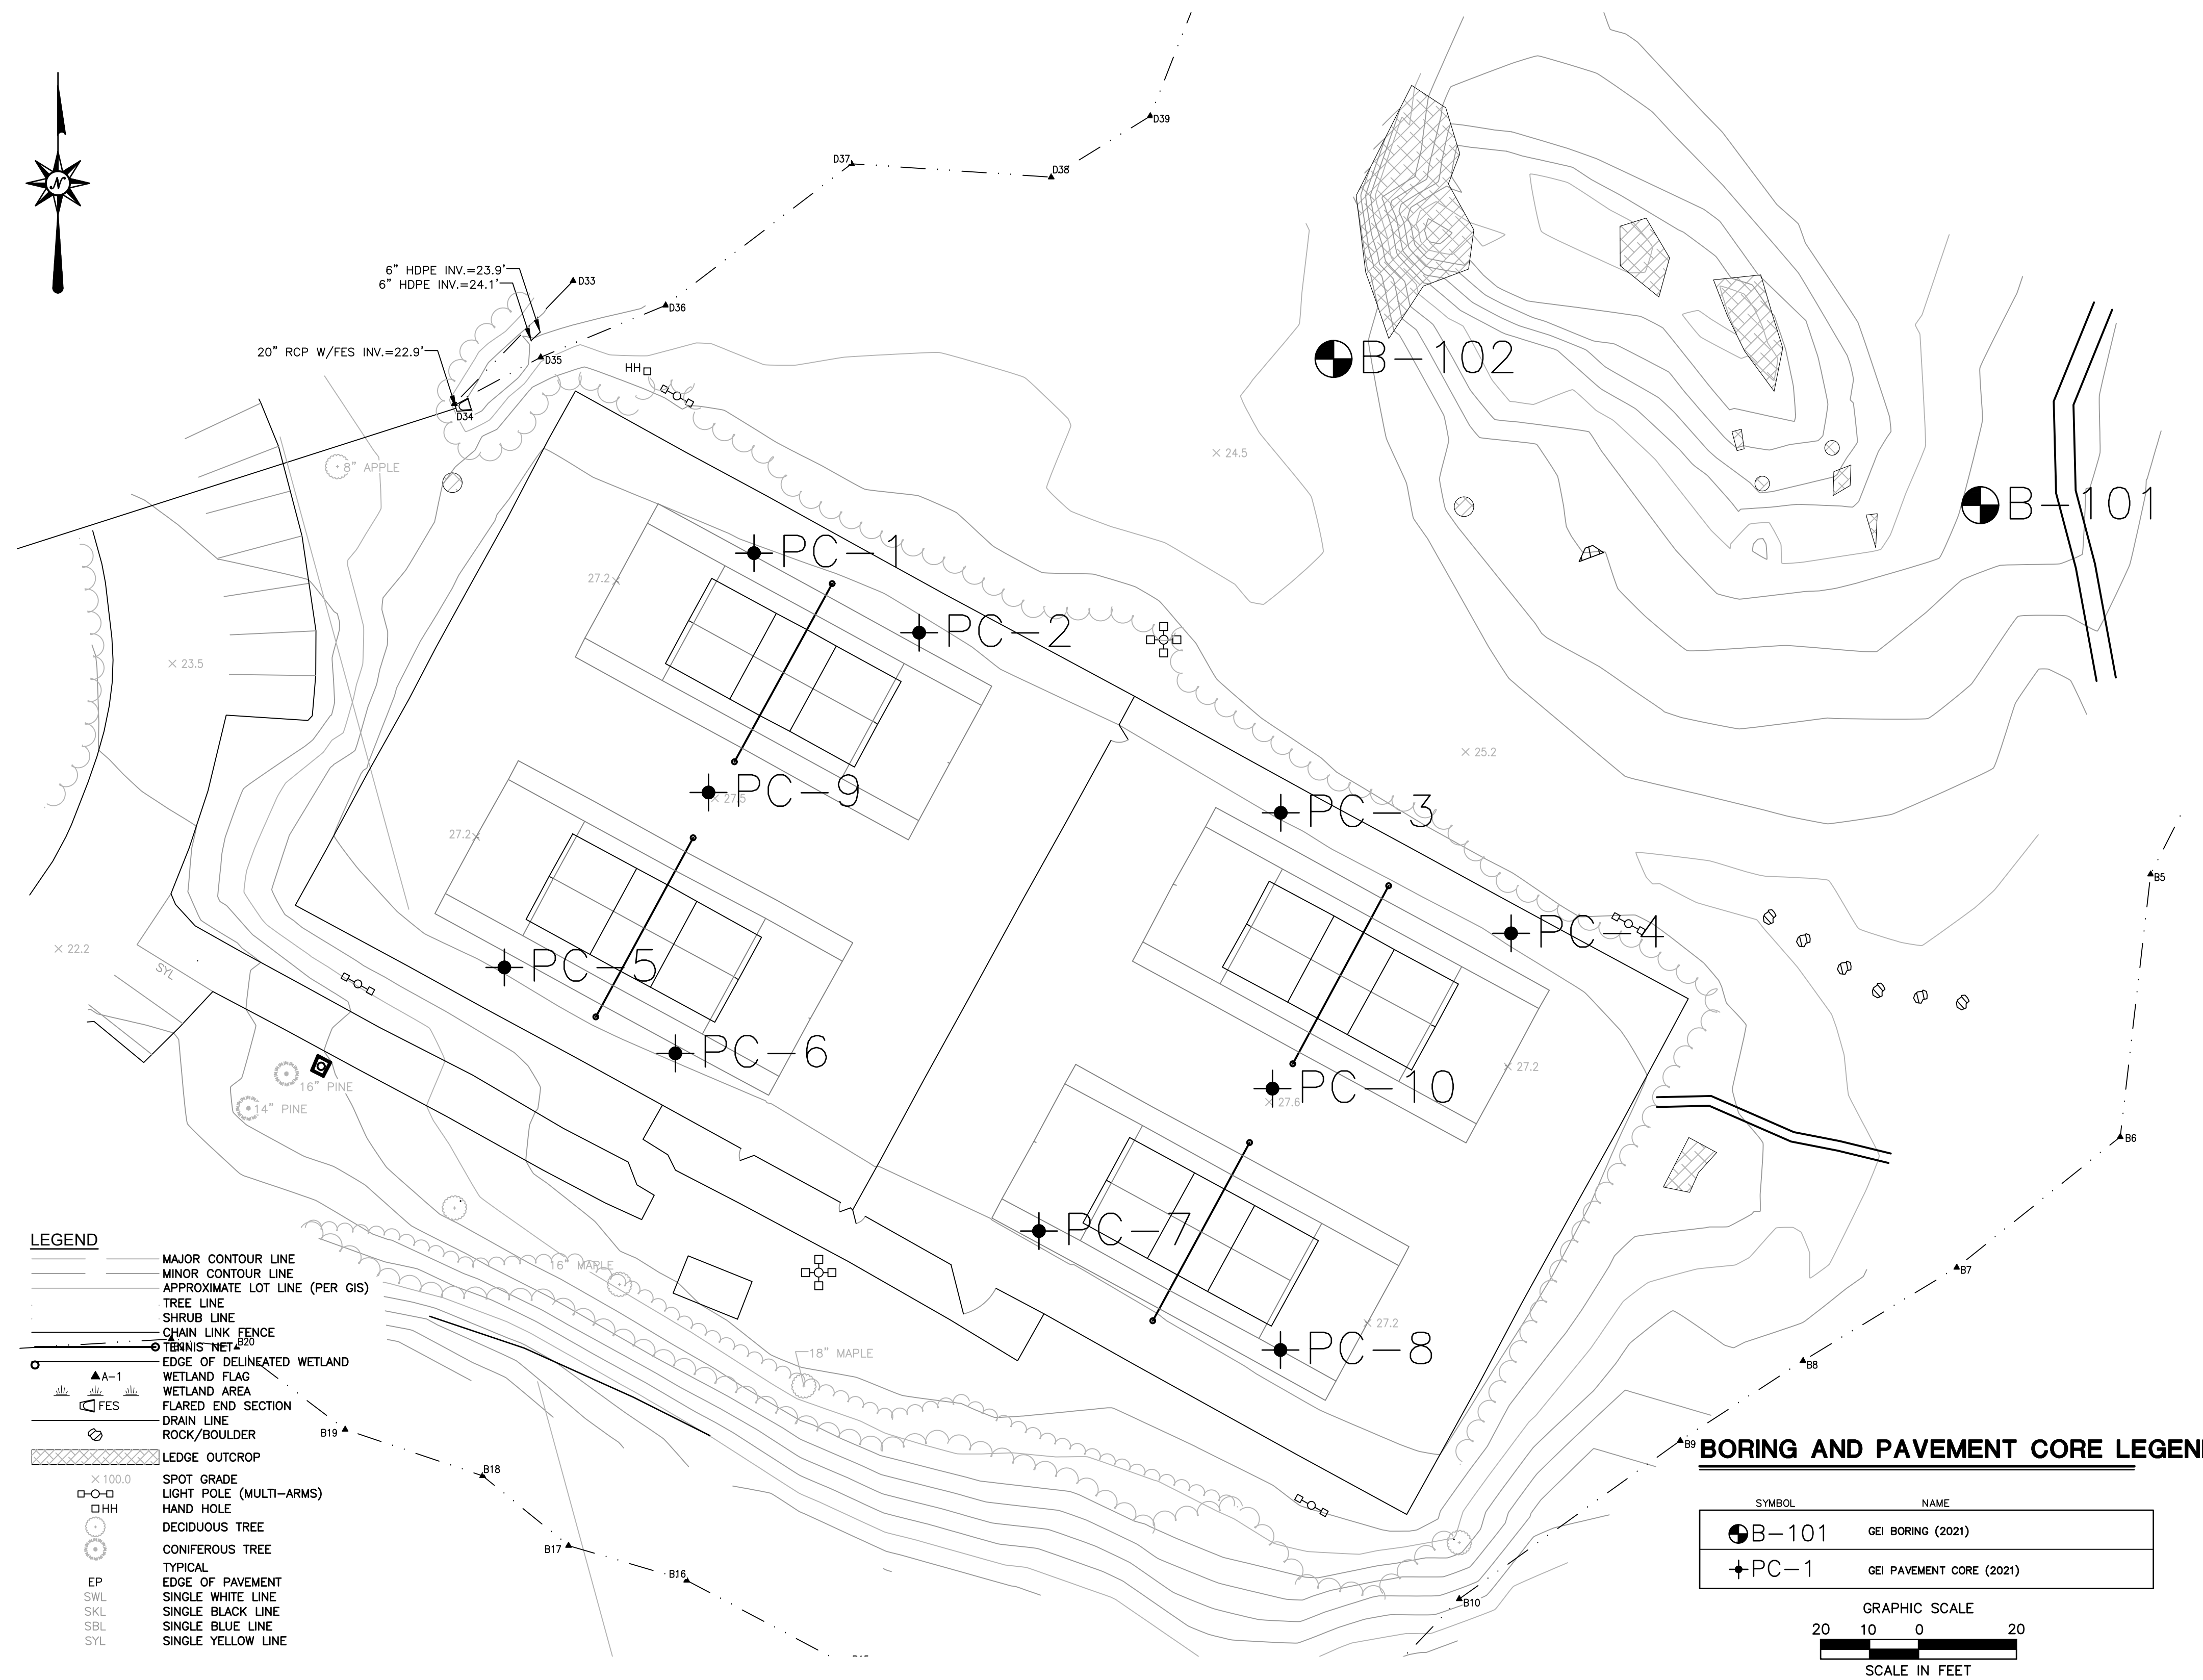 N
D39
D37
D38
6" HDPE INV.=23.9'
6" HDPE INV.=24.1'
D33
D36
20" RCP W/FES INV.=22.9'
D35
HH
D34
B-102
8" APPLE
× 24.5
B-101
PC-1
27.2×
PC-2
× 23.5
× 25.2
PC-9
× 27.5
PC-3
27.2×
B5
PC-4
× 22.2
SYL
PC-5
PC-6
× 27.2
16" PINE
PC-10
× 27.6
14" PINE
B6
PC-7
16" MAPLE
B7
× 27.2
PC-8
18" MAPLE
B8
LEGEND
MAJOR CONTOUR LINE
MINOR CONTOUR LINE
APPROXIMATE LOT LINE (PER GIS)
TREE LINE
SHRUB LINE
CHAIN LINK FENCE
B20
TENNIS NET
EDGE OF DELINEATED WETLAND
A-1 WETLAND FLAG
WETLAND AREA
FES FLARED END SECTION
DRAIN LINE
ROCK/BOULDER
LEDGE OUTCROP
× 100.0 SPOT GRADE
LIGHT POLE (MULTI-ARMS)
HH HAND HOLE
DECIDUOUS TREE
CONIFEROUS TREE
TYPICAL
EP EDGE OF PAVEMENT
SWL SINGLE WHITE LINE
SKL SINGLE BLACK LINE
SBL SINGLE BLUE LINE
SYL SINGLE YELLOW LINE
B19
B18
B17
B16
B9
B10
BORING AND PAVEMENT CORE LEGEN
SYMBOL NAME
B-101 GEI BORING (2021)
PC-1 GEI PAVEMENT CORE (2021)
GRAPHIC SCALE
20 10 0 20
SCALE IN FEET